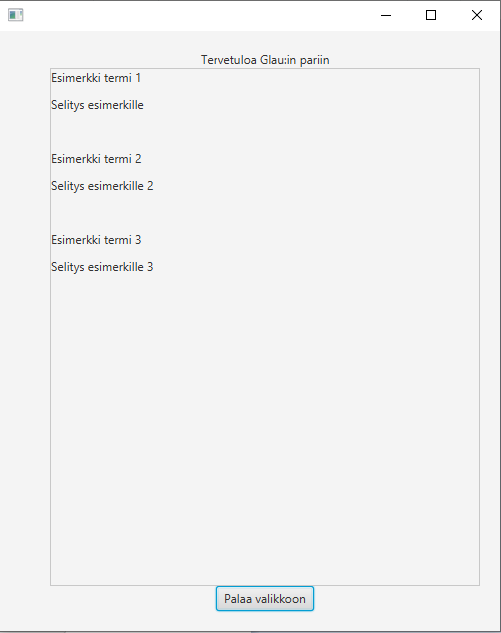 Tervetuloa Glau:in pariin
Esimerkki termi 1
Selitys esimerkille
Esimerkki termi 2
Selitys esimerkille 2
Esimerkki termi 3
Selitys esimerkille 3
Palaa valikkoon